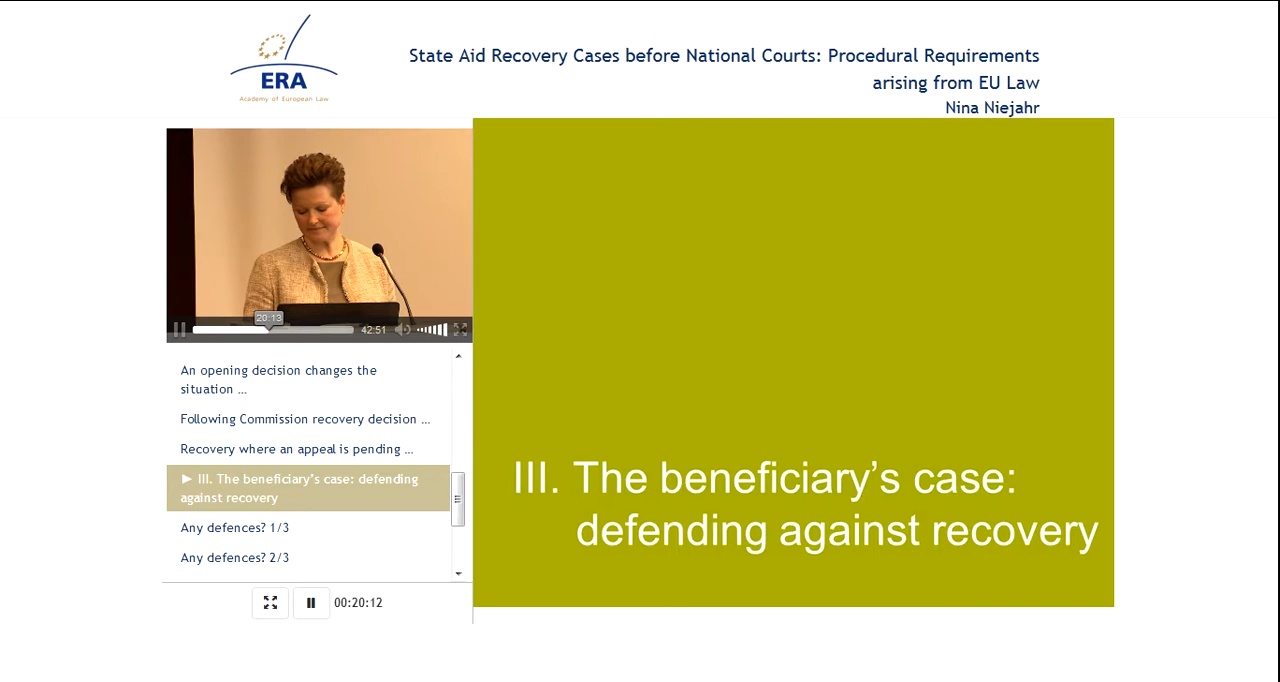 ERA
Academy of European Law
State Aid Recovery Cases before National Courts: Procedural Requirements
arising from EU Law
Nina Niejahr
20:13
42:51
An opening decision changes the
situation ...
Following Commission recovery decision ...
Recovery where an appeal is pending ...
► III. The beneficiary's case: defending
against recovery
Any defences? 1/3
Any defences? 2/3
00:20:12
III. The beneficiary’s case:
defending against recovery